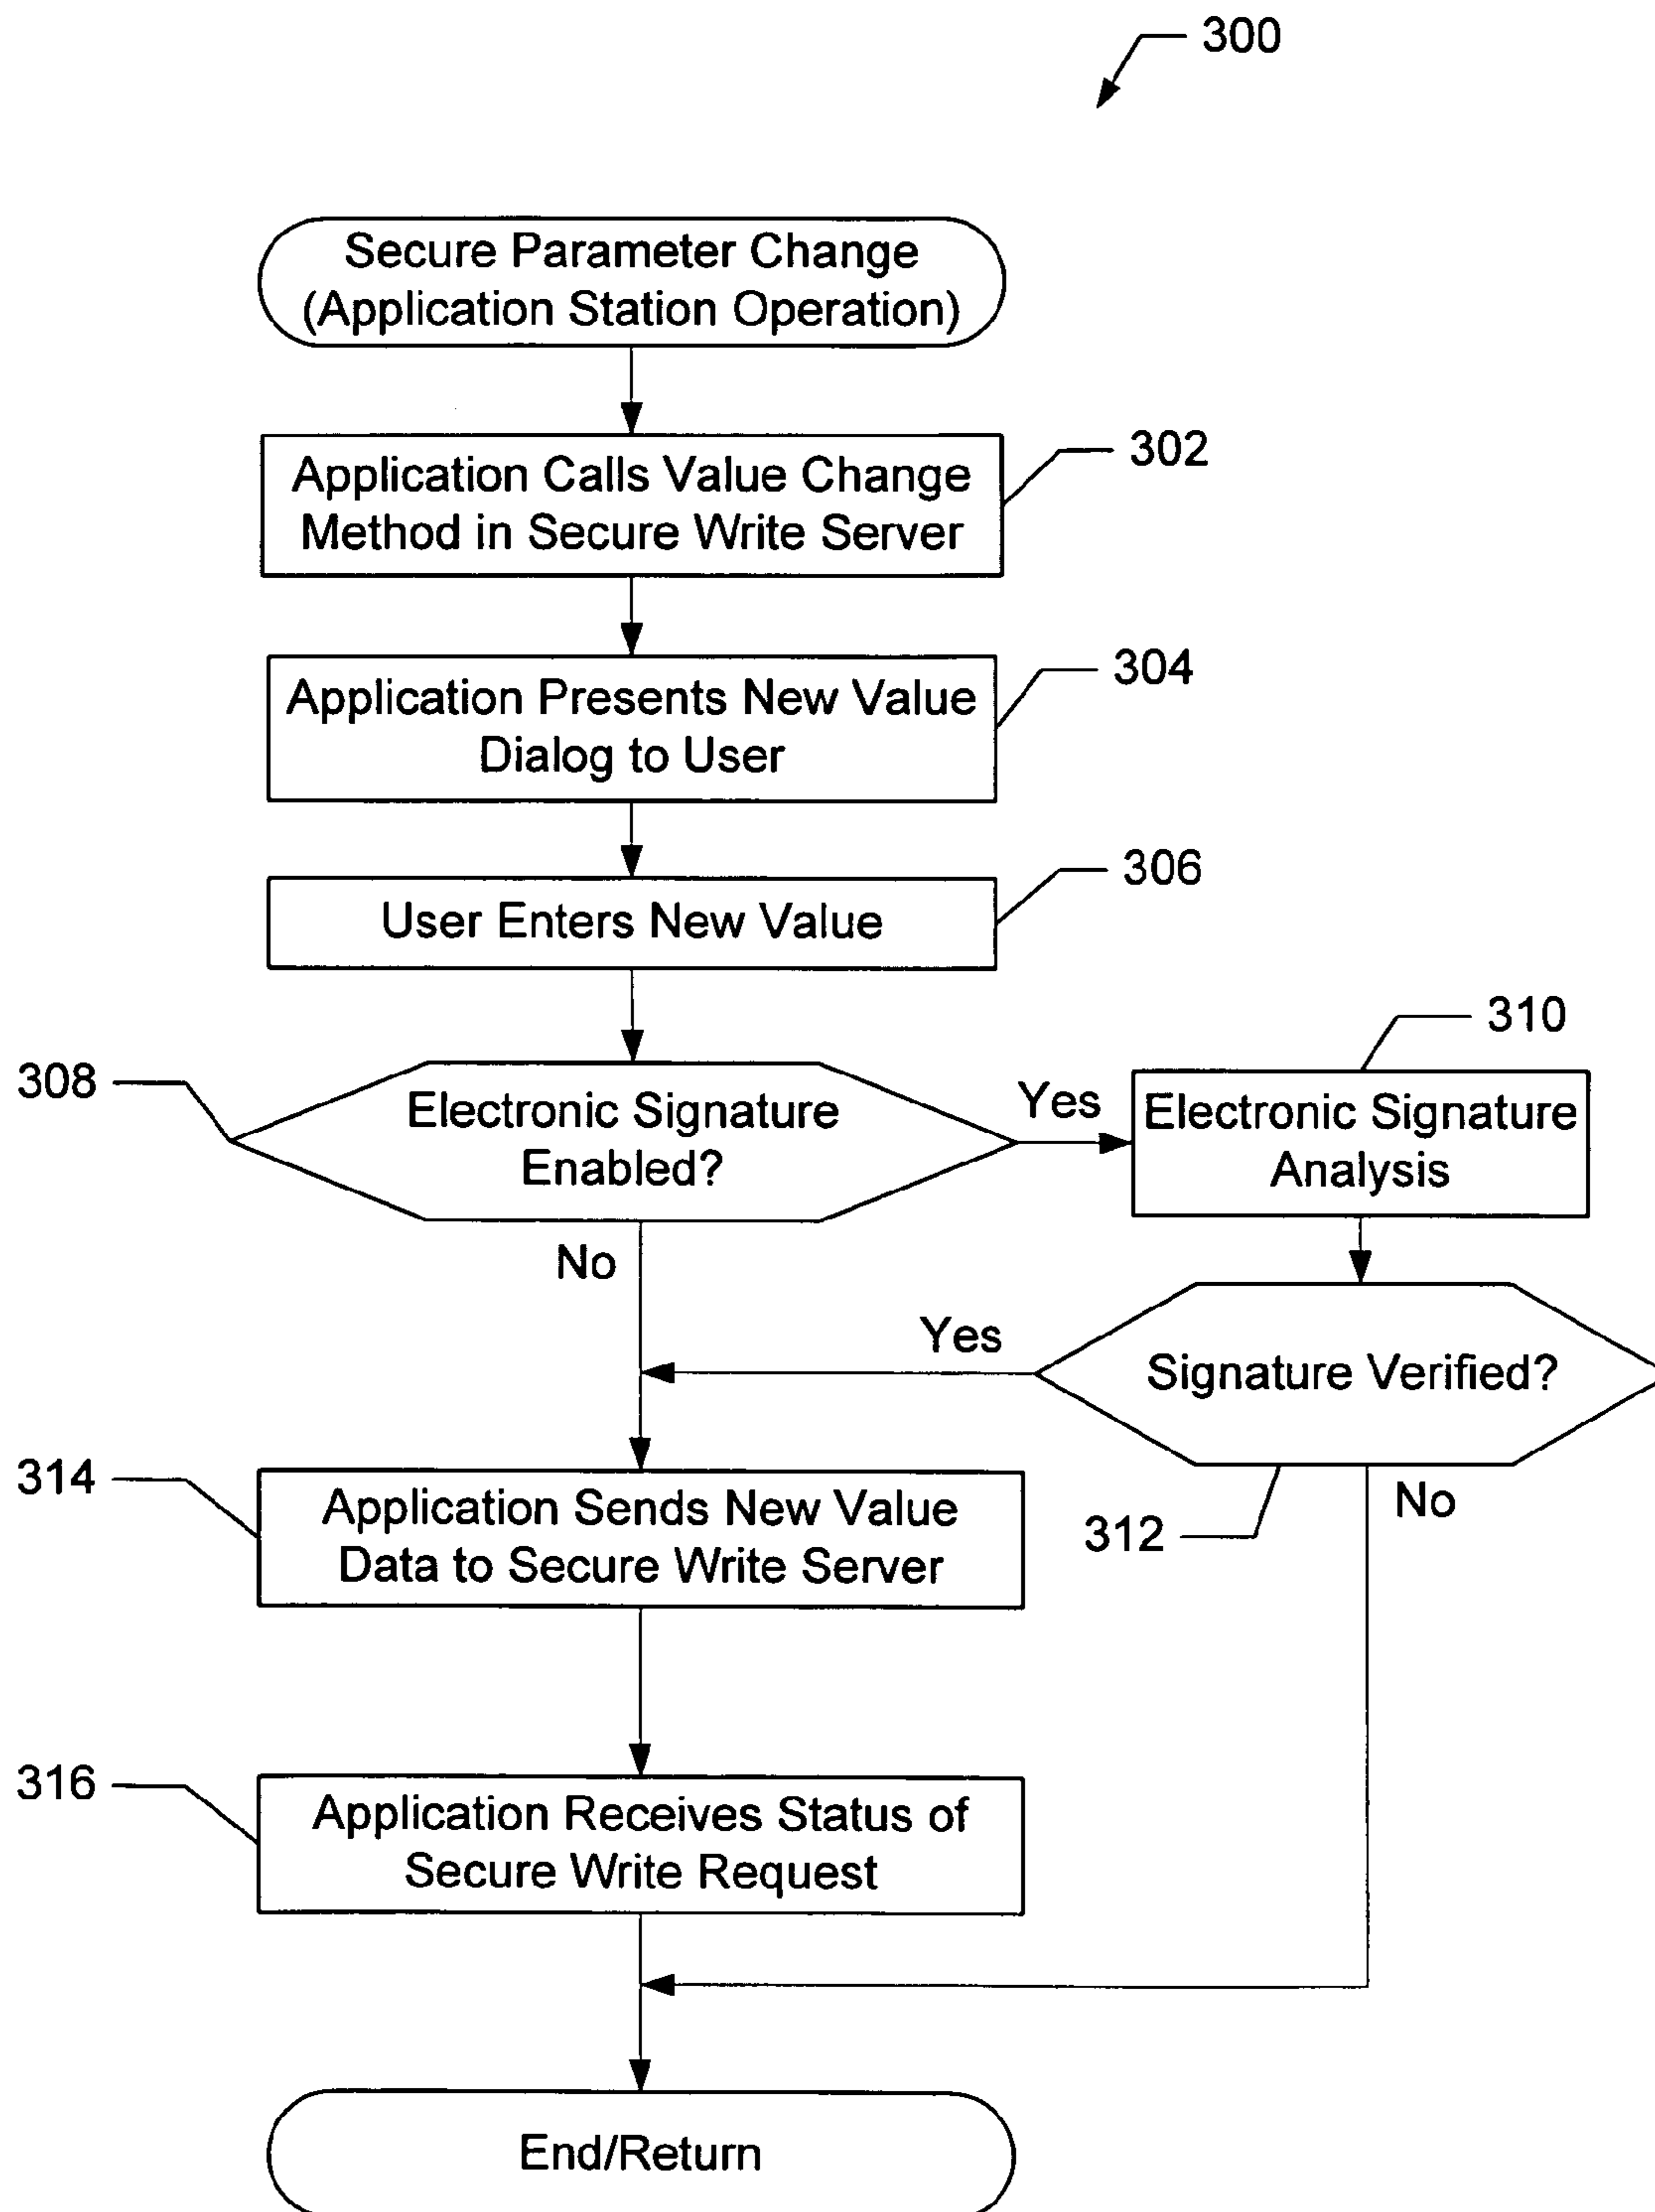 300
Secure Parameter Change
(Application Station Operation)
302
Application Calls Value Change
Method in Secure Write Server
304
Application Presents New Value
Dialog to User
306
User Enters New Value
308
Electronic Signature
Enabled?
Yes
310
Electronic Signature
Analysis
No
Yes
Signature Verified?
312
No
314
Application Sends New Value
Data to Secure Write Server
316
Application Receives Status of
Secure Write Request
End/Return